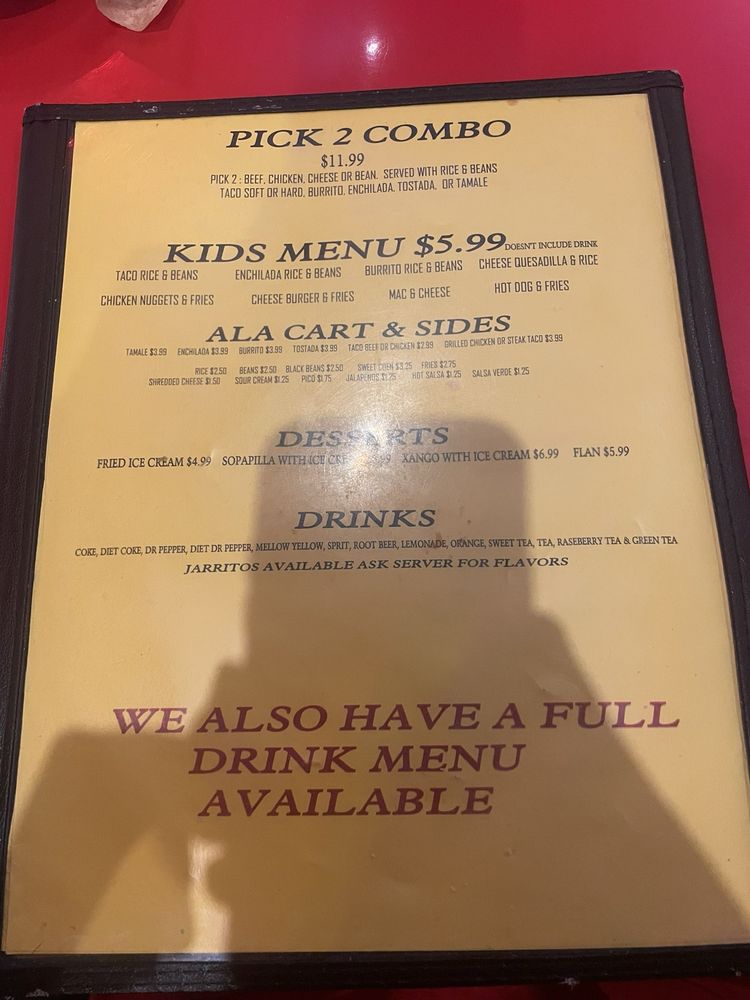 PICK 2 COMBO
$11.99
PICK 2 : BEEF, CHICKEN, CHEESE OR BEAN. SERVED WITH RICE & BEANS
TACO SOFT OR HARD, BURRITO, ENCHILADA, TOSTADA, OR TAMALE
KIDS MENU $5.99 DOESN'T INCLUDE DRINK
TACO RICE & BEANS ENCHILADA RICE & BEANS BURRITO RICE & BEANS CHEESE QUESADILLA & RICE
CHICKEN NUGGETS & FRIES CHEESE BURGER & FRIES MAC & CHEESE HOT DOG & FRIES
ALA CART & SIDES
TAMALE $3.99 ENCHILADA $3.99 BURRITO $3.99 TOSTADA $3.99 TACO BEEF OR CHICKEN $2.99 GRILLED CHICKEN OR STEAK TACO $3.99
RICE $2.50 BEANS $2.50 BLACK BEANS $2.50 SWEET CORN $3.25 FRIES $2.75
SHREDDED CHEESE $1.50 SOUR CREAM $1.25 PICO $1.75 JALAPENOS $1.25 HOT SALSA $1.25 SALSA VERDE $1.25
DESSERTS
FRIED ICE CREAM $4.99 SOPAPILLA WITH ICE XANGO WITH ICE CREAM $6.99 FLAN $5.99
DRINKS
COKE, DIET COKE, DR PEPPER, DIET DR PEPPER, MELLOW YELLOW, SPRIT, ROOT BEER, LEMONADE, ORANGE, SWEET TEA, TEA, RASEBERRY TEA & GREEN TEA
JARRITOS AVAILABLE ASK SERVER FOR FLAVORS
WE ALSO HAVE A FULL
DRINK MENU
AVAILABLE